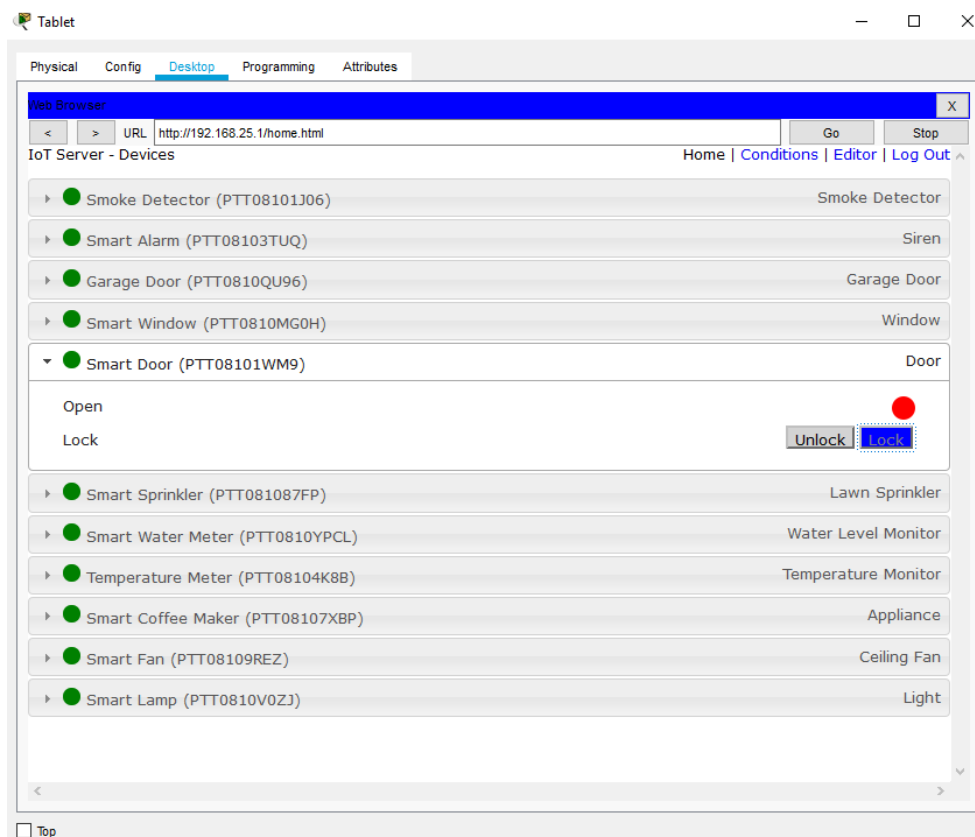 Tablet
Physical Config Desktop Programming Attributes
Web Browser X
< > URL http://192.168.25.1/home.html Go Stop
IoT Server - Devices Home | Conditions | Editor | Log Out
Smoke Detector (PTT08101J06) Smoke Detector
Smart Alarm (PTT08103TUQ) Siren
Garage Door (PTT0810QU96) Garage Door
Smart Window (PTT0810MG0H) Window
Smart Door (PTT08101WM9) Door
Open
Lock Unlock Lock
Smart Sprinkler (PTT081087FP) Lawn Sprinkler
Smart Water Meter (PTT0810YPCL) Water Level Monitor
Temperature Meter (PTT08104K8B) Temperature Monitor
Smart Coffee Maker (PTT08107XBP) Appliance
Smart Fan (PTT08109REZ) Ceiling Fan
Smart Lamp (PTT0810V0ZJ) Light
Top